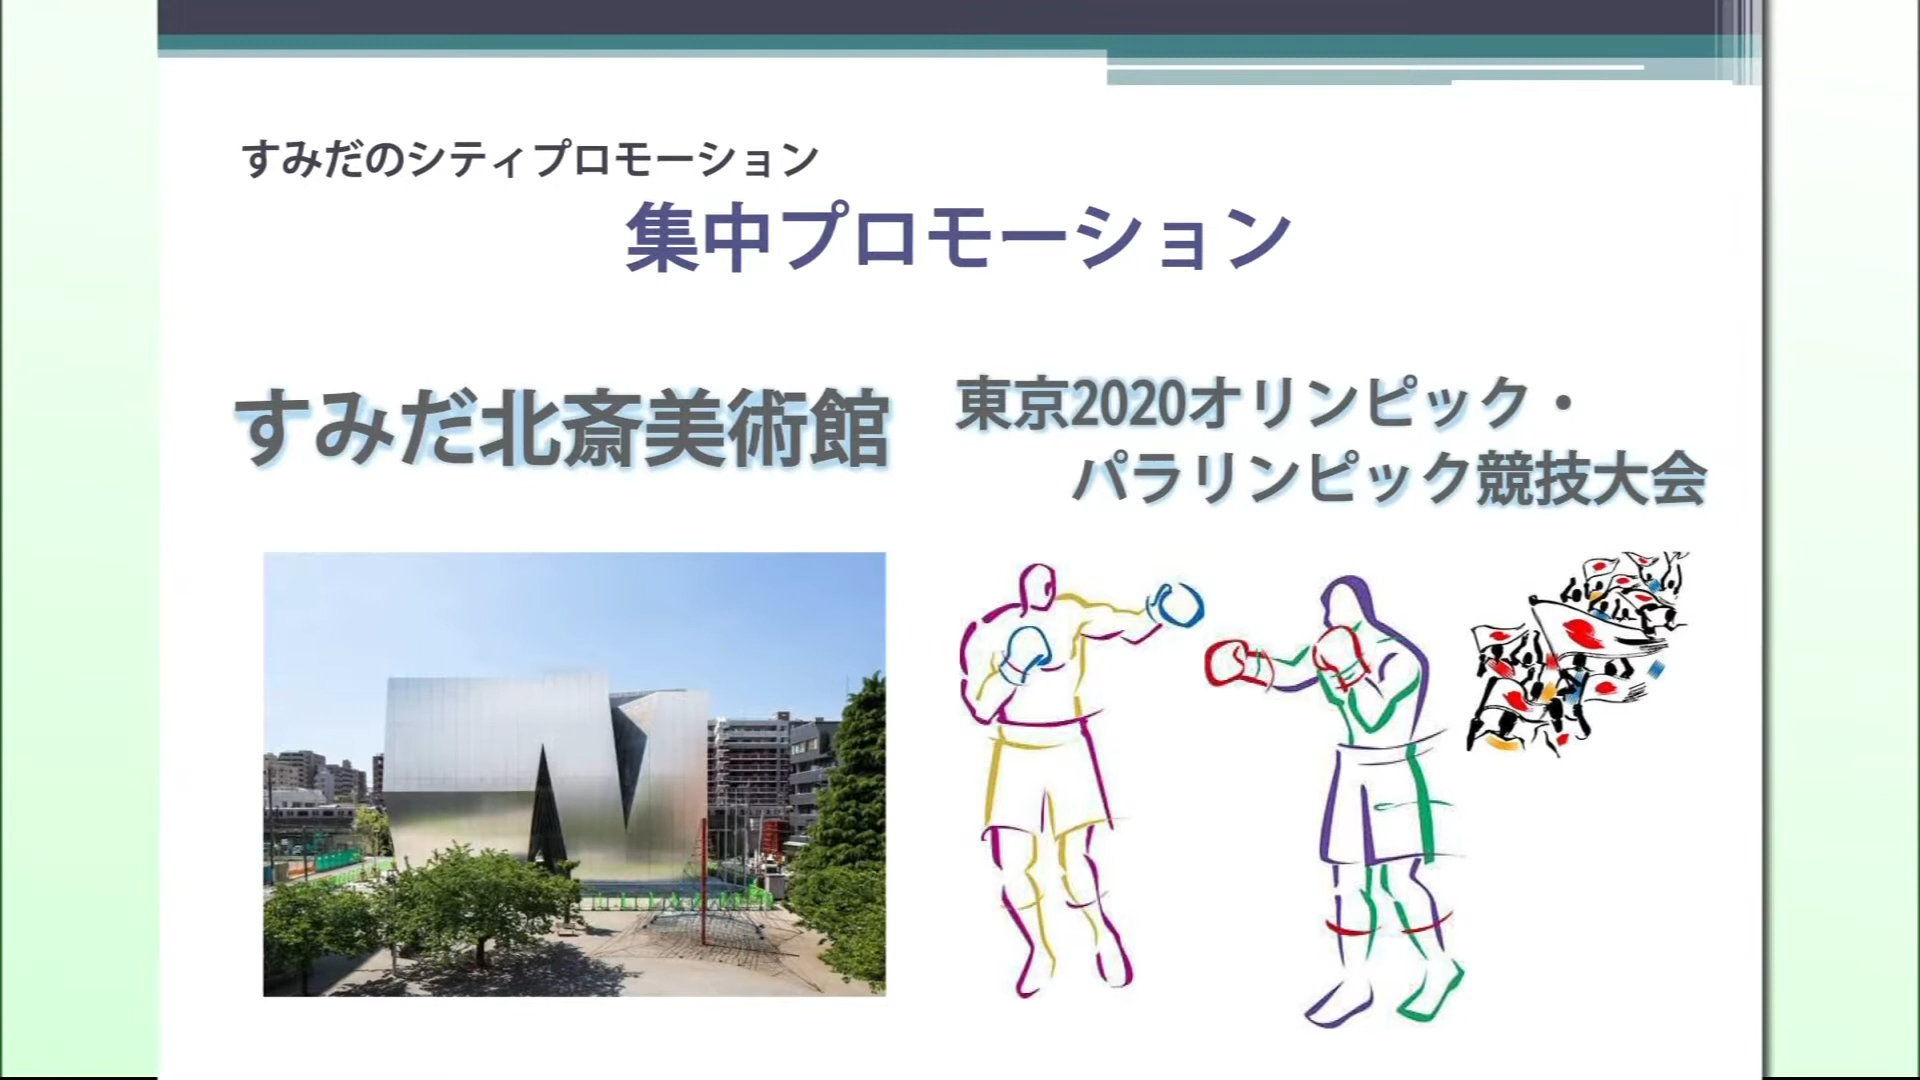 すみだのシティプロモーション
集中プロモーション
すみだ北斎美術館
東京2020オリンピック・
パラリンピック競技大会